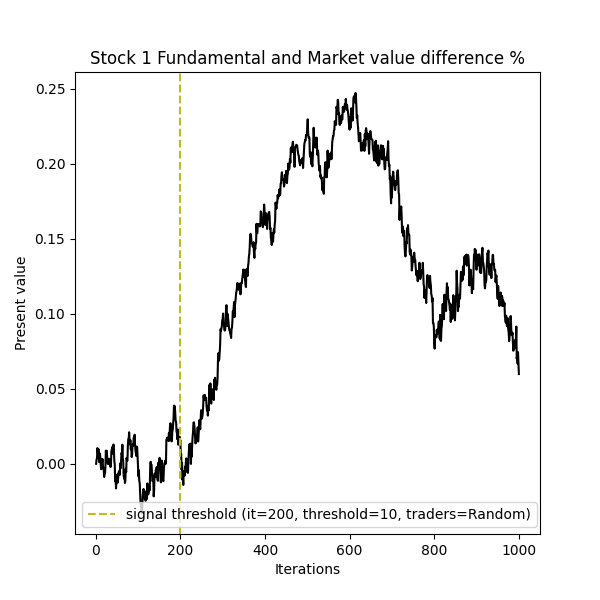 Stock 1 Fundamental and Market value difference %
0.25
0.20
0.15
0.10
0.05
0.00
Present value
signal threshold (it=200, threshold=10, traders=Random)
0 200 400 600 800 1000
Iterations